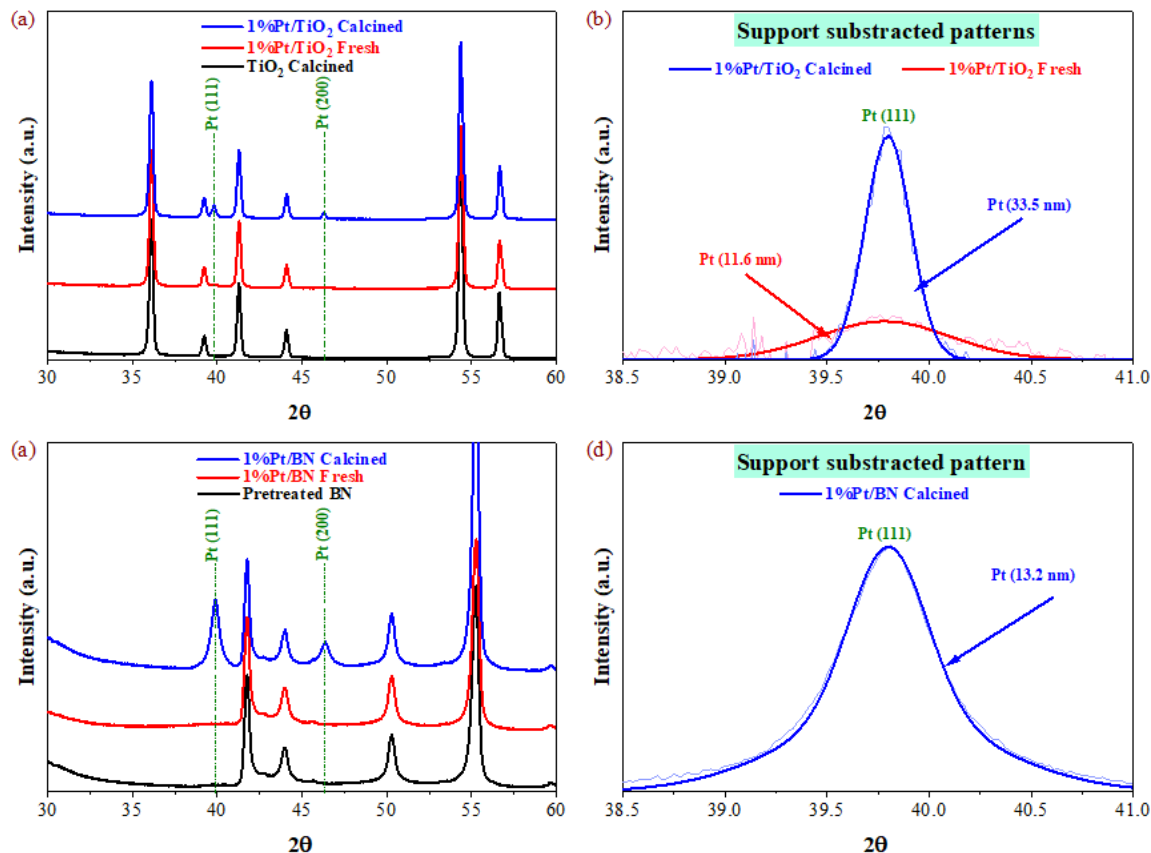 (a)
1%Pt/TiO₂ Calcined
1%Pt/TiO₂ Fresh
TiO₂ Calcined
Pt (111)
Pt (200)
Intensity (a.u.)
30 35 40 45 50 55 60
2θ
(b)
Support substracted patterns
1%Pt/TiO₂ Calcined 1%Pt/TiO₂ Fresh
Pt (111)
Pt (33.5 nm)
Pt (11.6 nm)
Intensity (a.u.)
38.5 39.0 39.5 40.0 40.5 41.0
2θ
(a)
1%Pt/BN Calcined
1%Pt/BN Fresh
Pretreated BN
Pt (111)
Pt (200)
Intensity (a.u.)
30 35 40 45 50 55 60
2θ
(d)
Support substracted pattern
1%Pt/BN Calcined
Pt (111)
Pt (13.2 nm)
Intensity (a.u.)
38.5 39.0 39.5 40.0 40.5 41.0
2θ